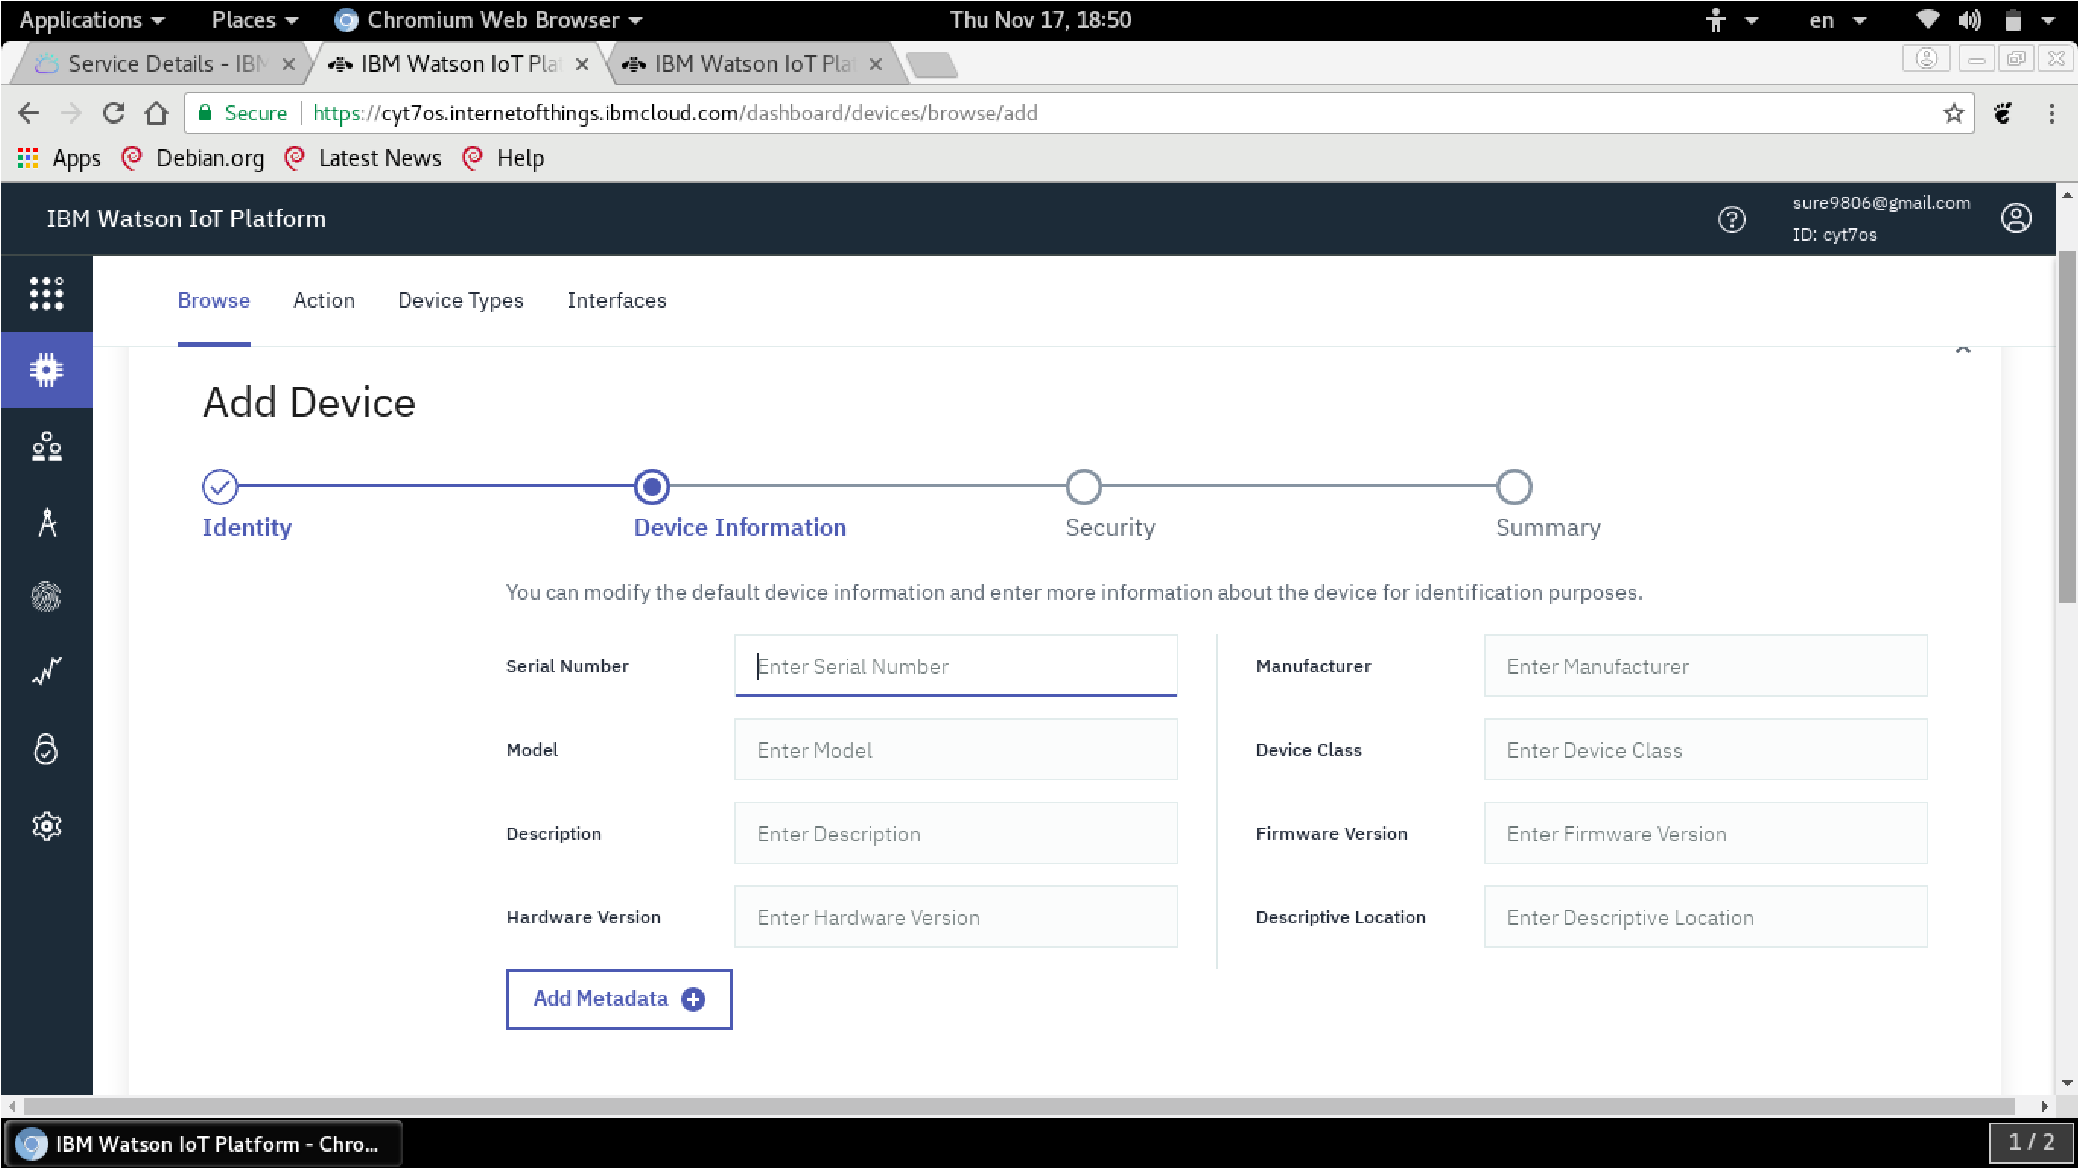 Applications Places Chromium Web Browser Thu Nov 17, 18:50 en
Service Details - IBM IBM Watson IoT Pla IBM Watson IoT Pla
Secure https://cyt7os.internetofthings.ibmcloud.com/dashboard/devices/browse/add
Apps Debian.org Latest News Help
IBM Watson IoT Platform
sure9806@gmail.com
ID: cyt7os
Browse Action Device Types Interfaces
Add Device
Identity Device Information Security Summary
You can modify the default device information and enter more information about the device for identification purposes.
Serial Number Enter Serial Number Manufacturer Enter Manufacturer
Model Enter Model Device Class Enter Device Class
Description Enter Description Firmware Version Enter Firmware Version
Hardware Version Enter Hardware Version Descriptive Location Enter Descriptive Location
Add Metadata
IBM Watson IoT Platform - Chro... 1 / 2